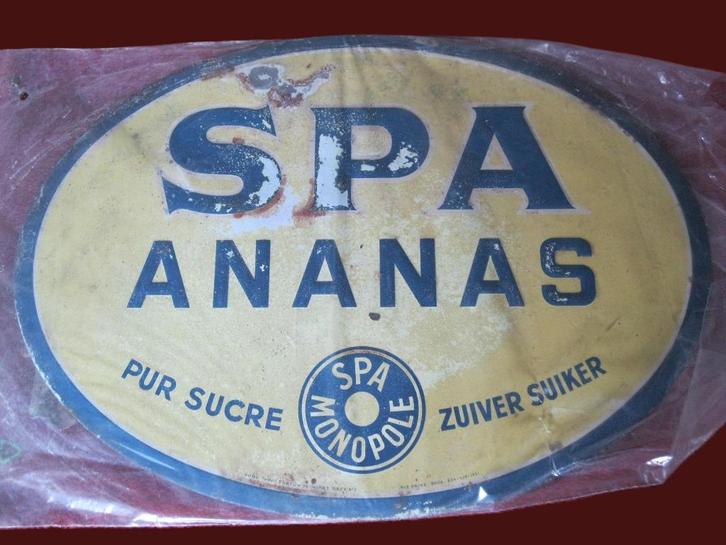 SPA
ANANAS
PUR SUCRE
SPA
MONOPOLE
ZUIVER SUIKER